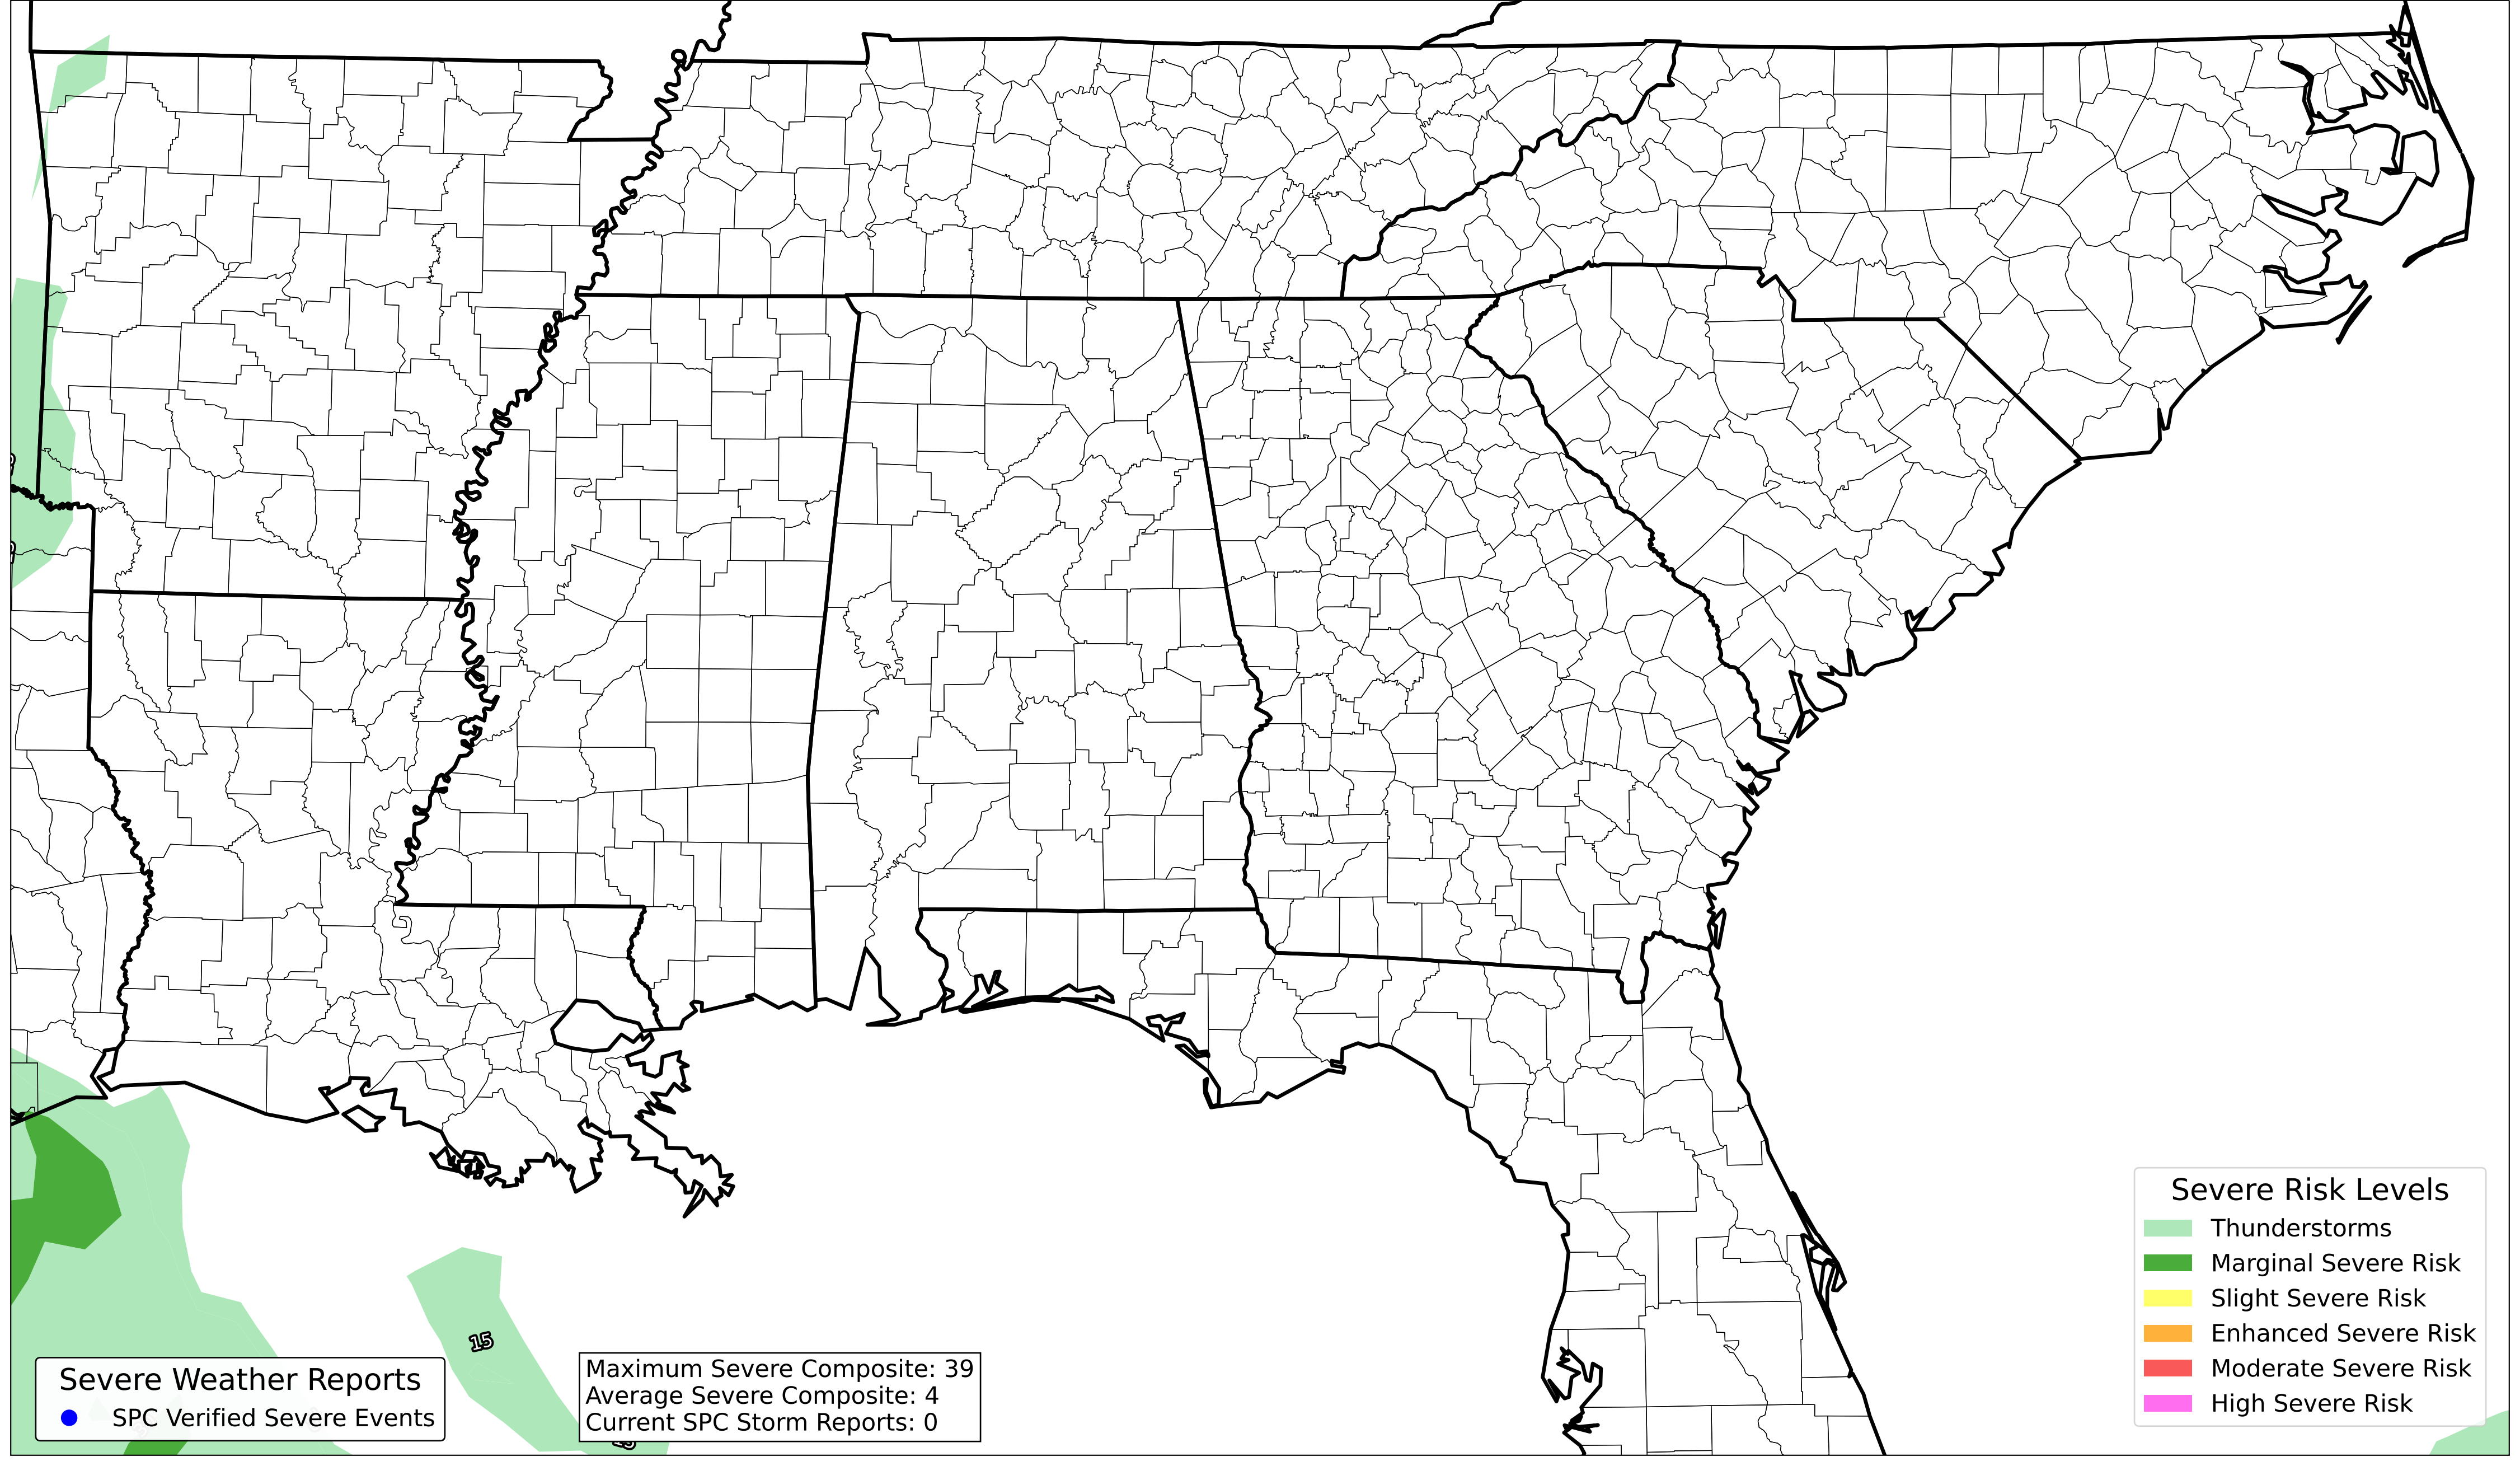 15
Severe Weather Reports
SPC Verified Severe Events
Maximum Severe Composite: 39
Average Severe Composite: 4
Current SPC Storm Reports: 0
Severe Risk Levels
Thunderstorms
Marginal Severe Risk
Slight Severe Risk
Enhanced Severe Risk
Moderate Severe Risk
High Severe Risk